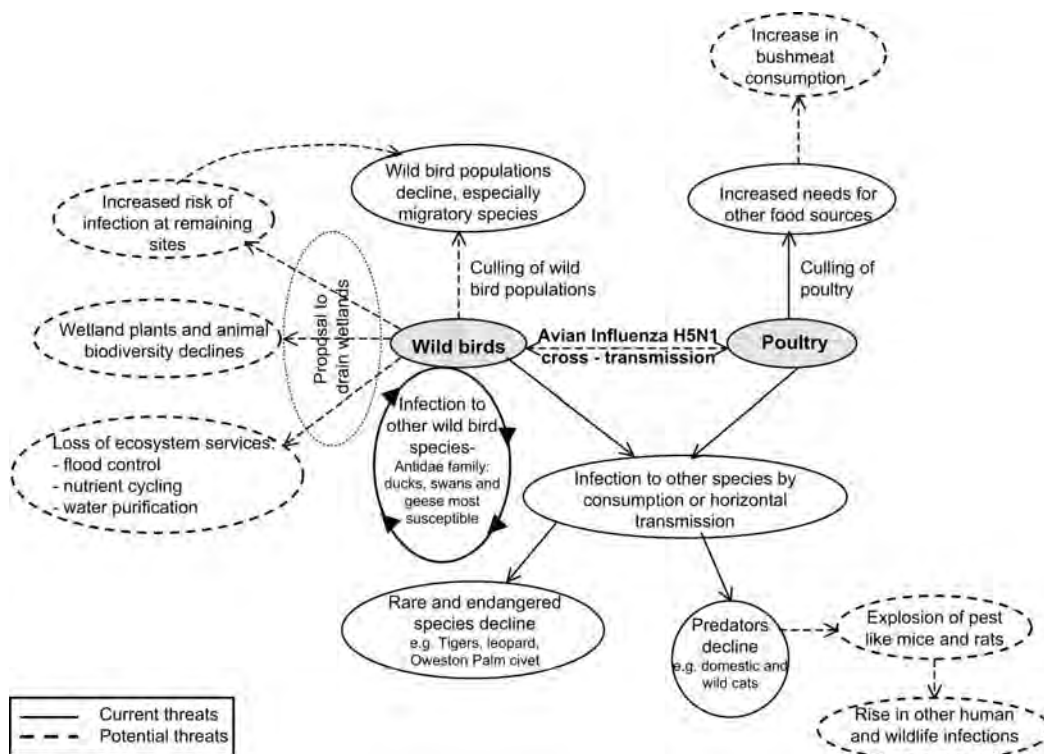 Increase in
bushmeat
consumption
Wild bird populations
decline, especially
migratory species
Increased needs for
other food sources
Increased risk of
infection at remaining
sites
Culling of wild
bird populations
Culling of
poultry
Proposal to
drain wetlands
Wetland plants and animal
biodiversity declines
Wild birds
Avian Influenza H5N1
cross - transmission
Poultry
Loss of ecosystem services:
- flood control
- nutrient cycling
- water purification
Infection to
other wild bird
species-
Antidae family:
ducks, swans and
geese most
susceptible
Infection to other species by
consumption or horizontal
transmission
Rare and endangered
species decline
e.g. Tigers, leopard,
Oweston Palm civet
Predators
decline
e.g. domestic and
wild cats
Explosion of pest
like mice and rats
Rise in other human
and wildlife infections
Current threats
Potential threats